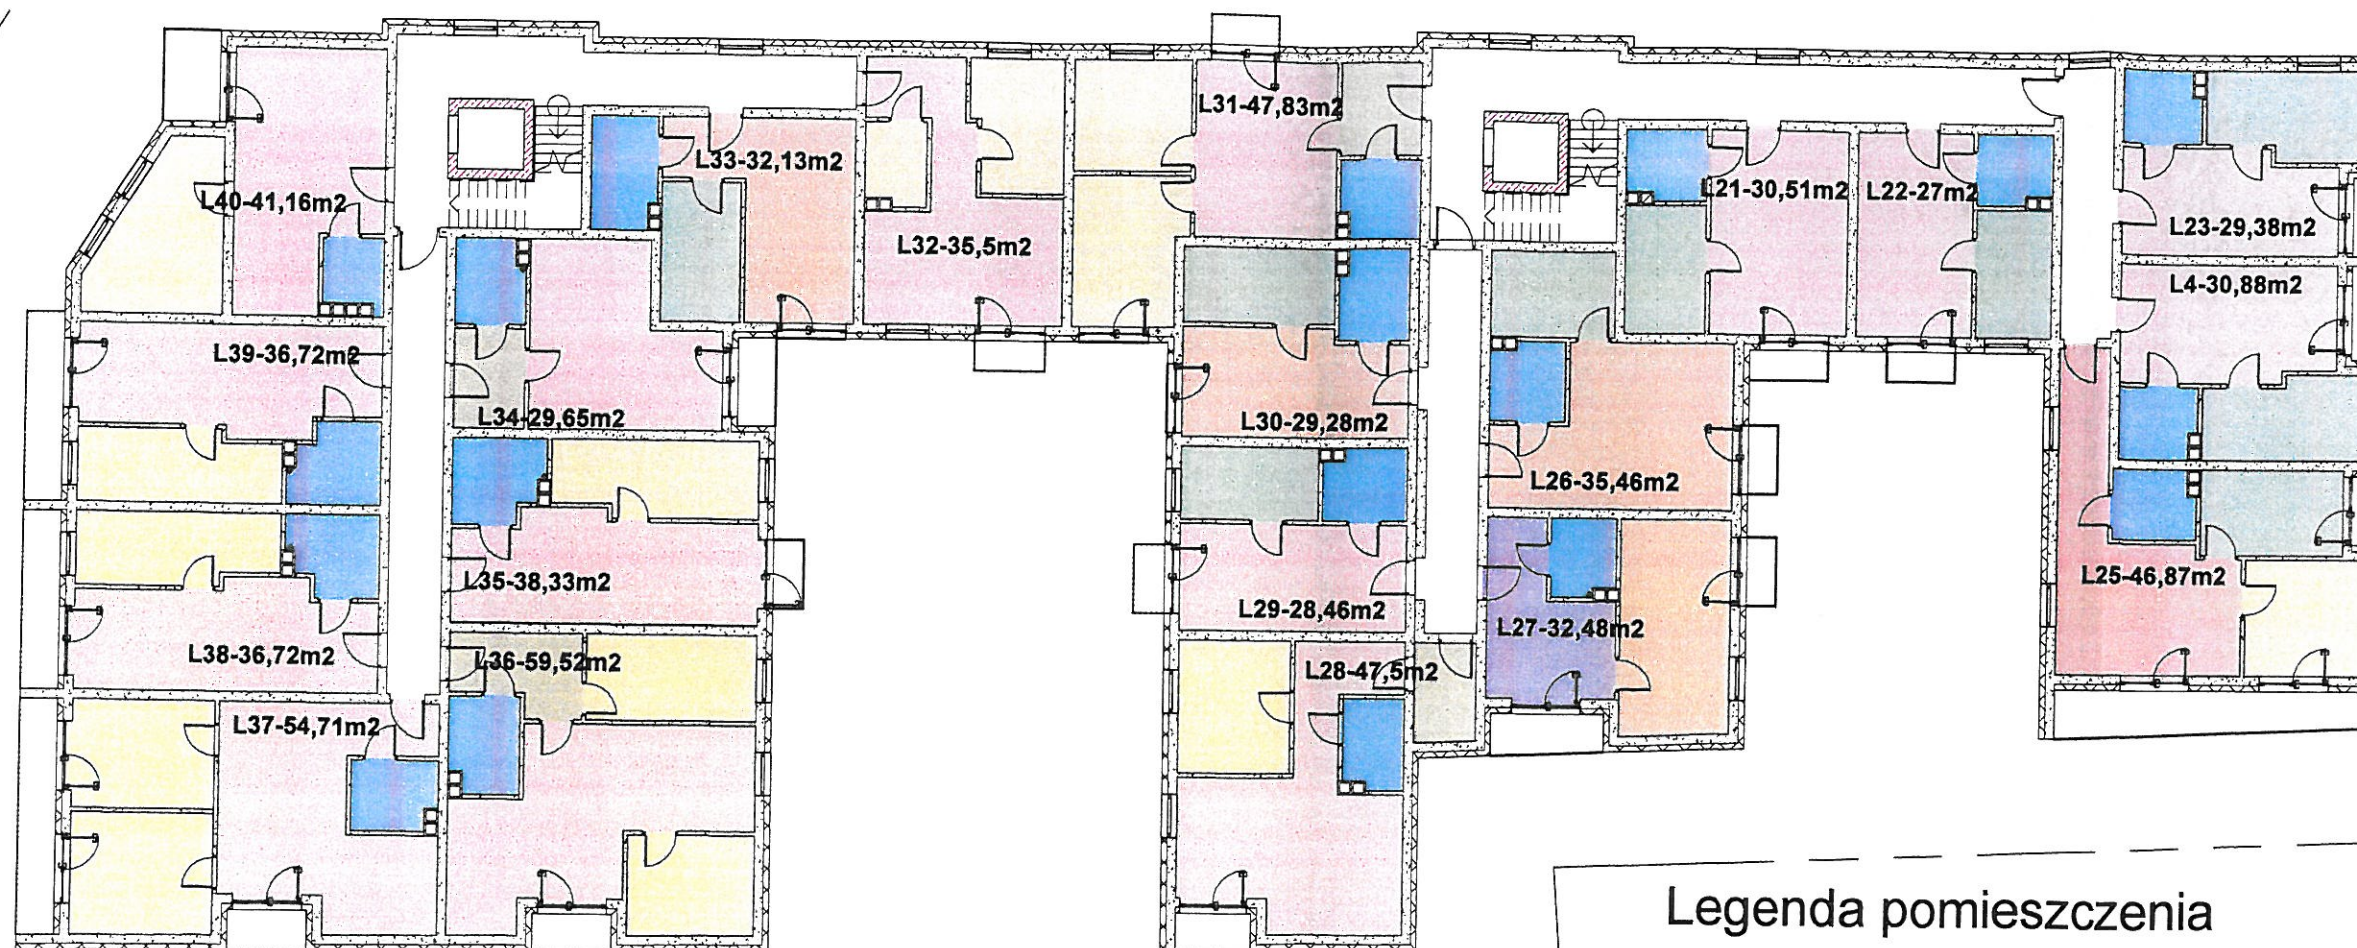 L31-47,83m2
L33-32,13m2
L40-41,16m2
L21-30,51m2
L22-27m2
L32-35,5m2
L23-29,38m2
L4-30,88m2
L39-36,72m2
L34-29,65m2
L30-29,28m2
L26-35,46m2
L35-38,33m2
L29-28,46m2
L25-46,87m2
L27-32,48m2
L38-36,72m2
L36-59,52m2
L28-47,5m2
L37-54,71m2
Legenda pomieszczenia